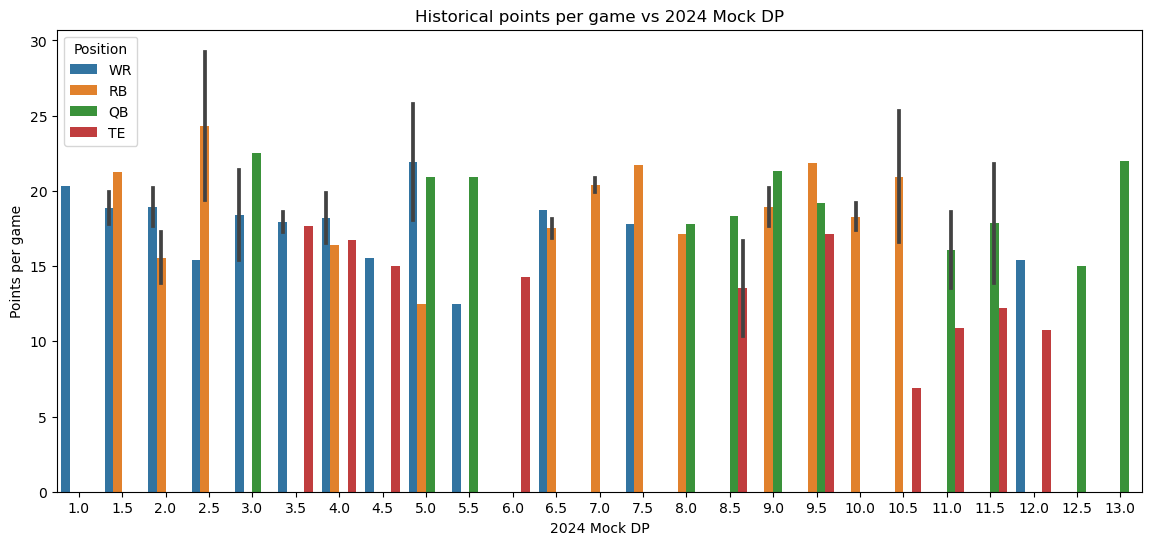 Historical points per game vs 2024 Mock DP
Position
WR
RB
QB
TE
Points per game
30
25
20
15
10
5
0
1.0 1.5 2.0 2.5 3.0 3.5 4.0 4.5 5.0 5.5 6.0 6.5 7.0 7.5 8.0 8.5 9.0 9.5 10.0 10.5 11.0 11.5 12.0 12.5 13.0
2024 Mock DP